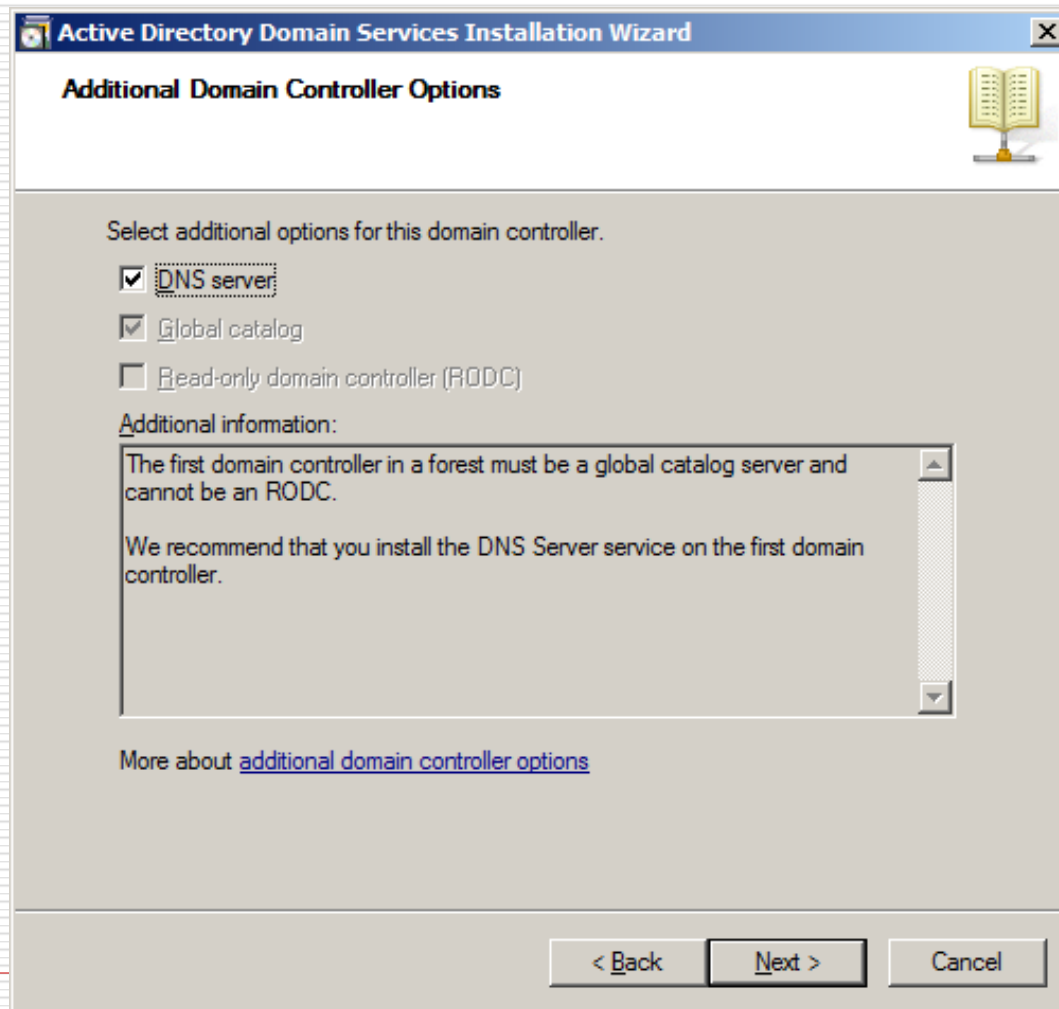 Active Directory Domain Services Installation Wizard
Additional Domain Controller Options
Select additional options for this domain controller.
DNS server
Global catalog
Read-only domain controller (RODC)
Additional information:
The first domain controller in a forest must be a global catalog server and
cannot be an RODC.
We recommend that you install the DNS Server service on the first domain
controller.
More about additional domain controller options
< Back
Next >
Cancel